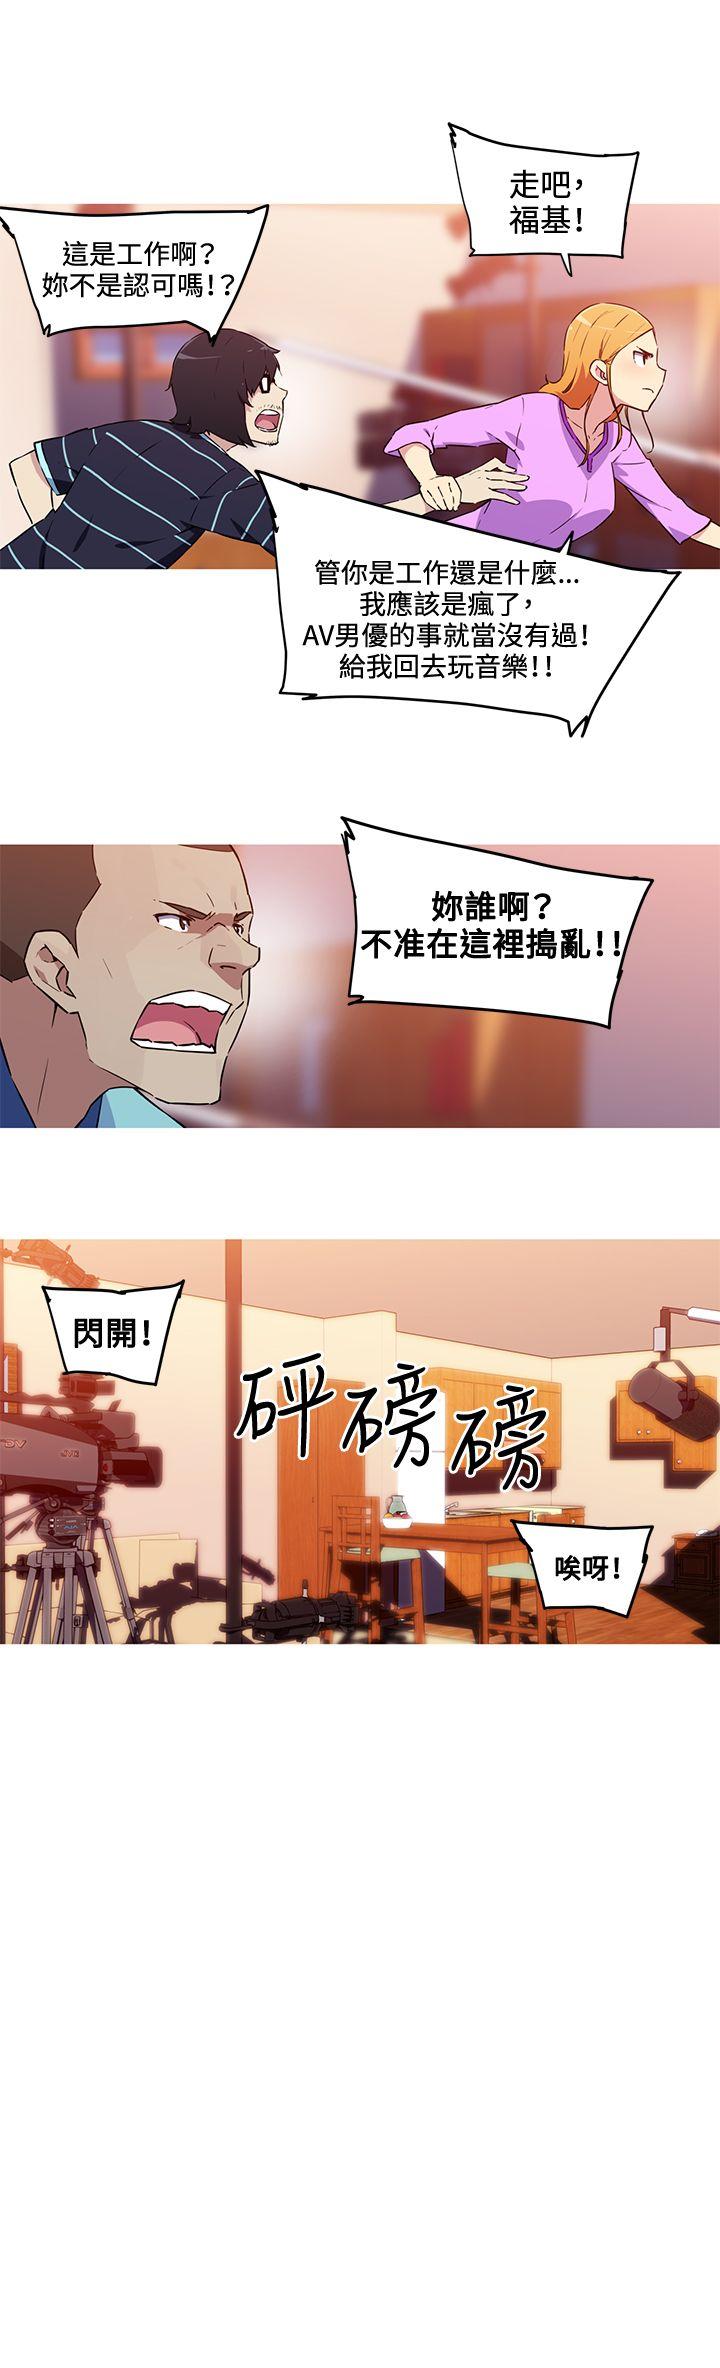 走吧，
福基！
這是工作啊？
妳不是認可嗎！？
管你是工作還是什麼…
我應該是瘋了，
AV男優的事就當沒有過！
給我回去玩音樂！！
妳誰啊？
不准在這裡搗亂！！
閃開！
砰磅磅
DV
JVC
唉呀！